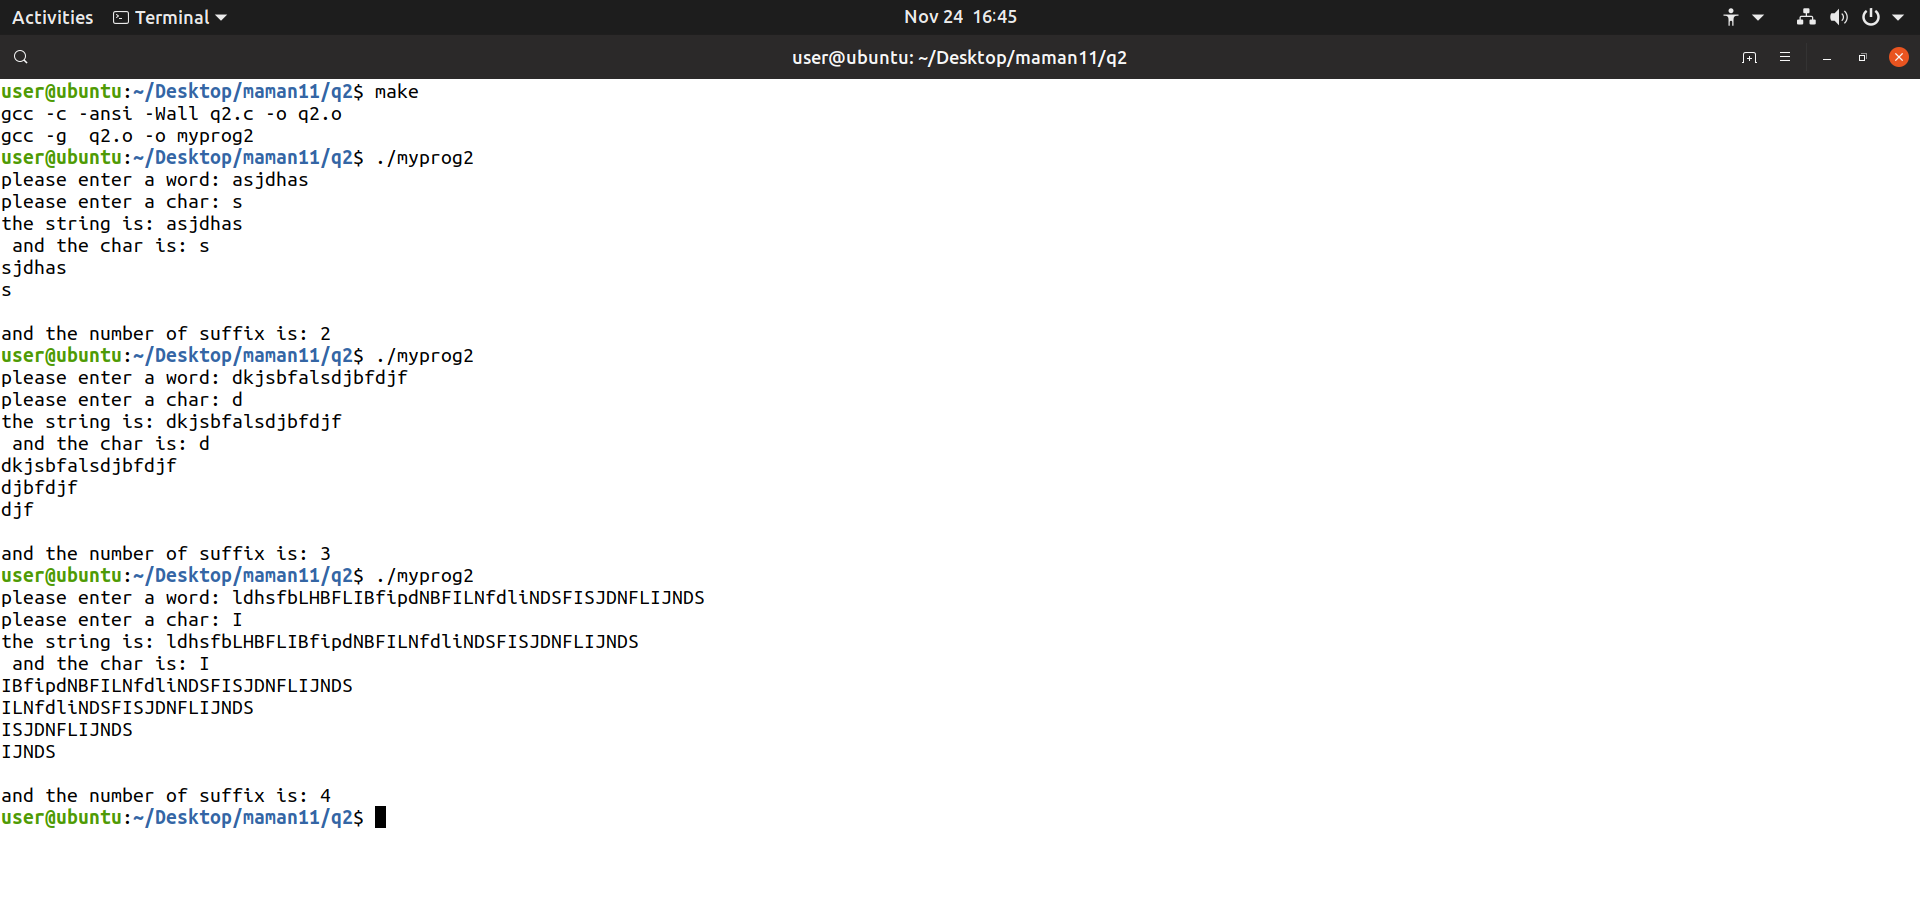 Activities Terminal Nov 24 16:45
user@ubuntu: ~/Desktop/maman11/q2
user@ubuntu:~/Desktop/maman11/q2$ make
gcc -c -ansi -Wall q2.c -o q2.o
gcc -g  q2.o -o myprog2
user@ubuntu:~/Desktop/maman11/q2$ ./myprog2
please enter a word: asjdhas
please enter a char: s
the string is: asjdhas
 and the char is: s
sjdhas
s

and the number of suffix is: 2
user@ubuntu:~/Desktop/maman11/q2$ ./myprog2
please enter a word: dkjsbfalsdjbfdjf
please enter a char: d
the string is: dkjsbfalsdjbfdjf
 and the char is: d
dkjsbfalsdjbfdjf
djbfdjf
djf

and the number of suffix is: 3
user@ubuntu:~/Desktop/maman11/q2$ ./myprog2
please enter a word: ldhsfbLHBFLIBfipdNBFILNfdliNDSFISJDNFLIJNDS
please enter a char: I
the string is: ldhsfbLHBFLIBfipdNBFILNfdliNDSFISJDNFLIJNDS
 and the char is: I
IBfipdNBFILNfdliNDSFISJDNFLIJNDS
ILNfdliNDSFISJDNFLIJNDS
ISJDNFLIJNDS
IJNDS

and the number of suffix is: 4
user@ubuntu:~/Desktop/maman11/q2$